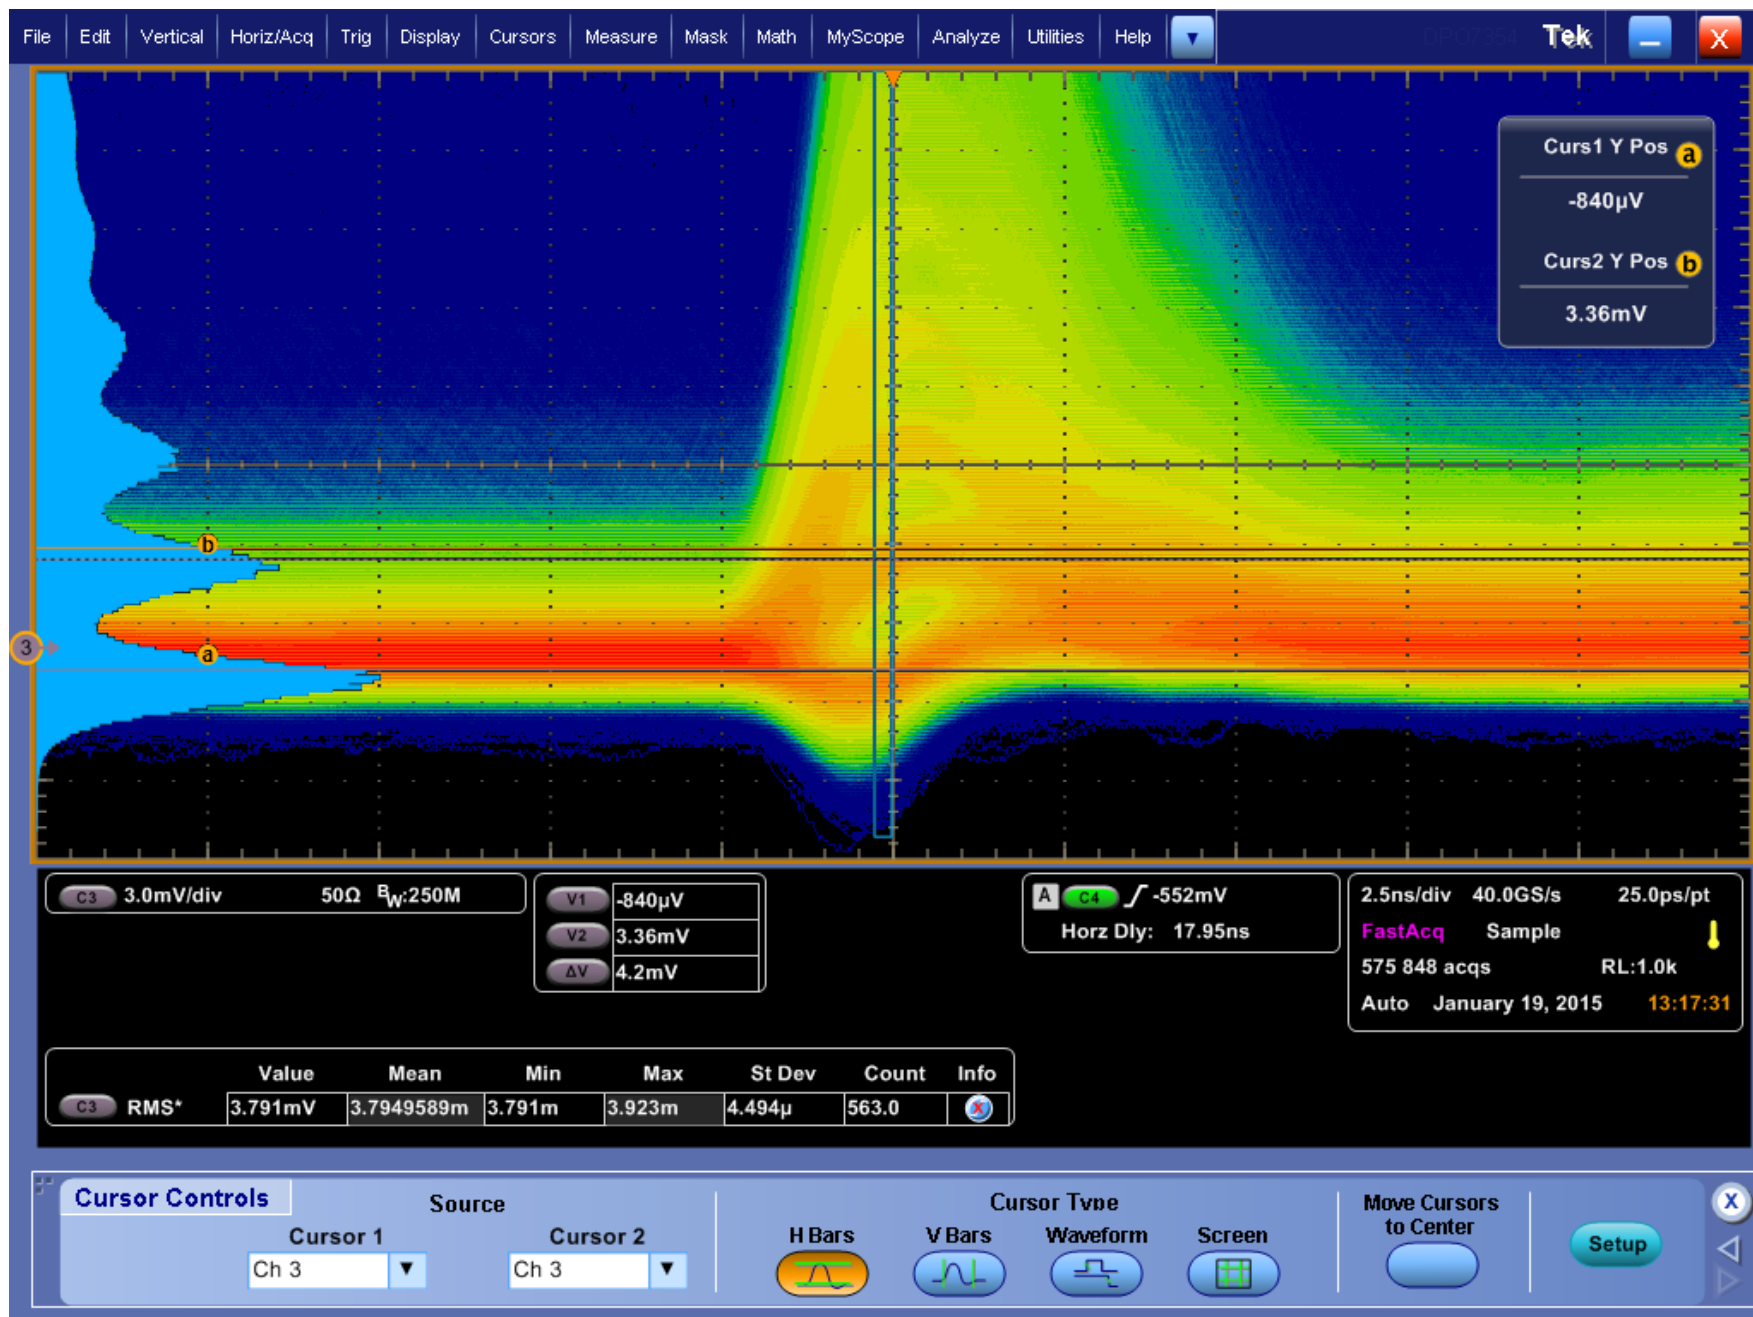 File Edit Vertical Horiz/Acq Trig Display Cursors Measure Mask Math MyScope Analyze Utilities Help DPO7354 Tek X
Curs1 Y Pos a
-840µV
Curs2 Y Pos b
3.36mV
b
3
a
C3 3.0mV/div 50Ω BW:250M
V1 -840µV
V2 3.36mV
ΔV 4.2mV
A C4 -552mV
Horz Dly: 17.95ns
2.5ns/div 40.0GS/s 25.0ps/pt
FastAcq Sample
575 848 acqs RL:1.0k
Auto January 19, 2015 13:17:31
Value Mean Min Max St Dev Count Info
C3 RMS* 3.791mV 3.7949589m 3.791m 3.923m 4.494µ 563.0 X
Cursor Controls Source Cursor Type Move Cursors X
to Center
Cursor 1 Cursor 2 H Bars V Bars Waveform Screen Setup
Ch 3 Ch 3